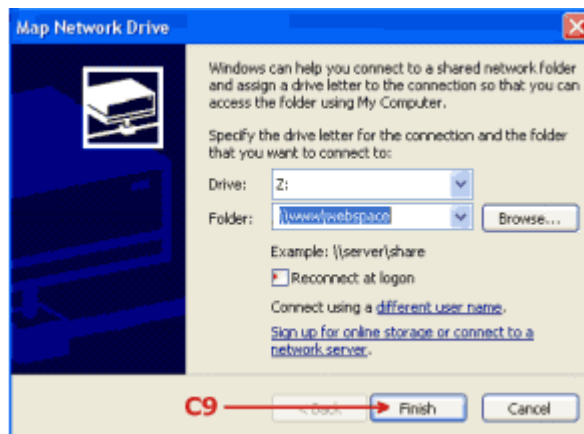 Map Network Drive
Windows can help you connect to a shared network folder
and assign a drive letter to the connection so that you can
access the folder using My Computer.
Specify the drive letter for the connection and the folder
that you want to connect to:
Drive: Z:
Folder: \\www\webspace Browse...
Example: \\server\share
Reconnect at logon
Connect using a different user name.
Sign up for online storage or connect to a
network server.
C9 < Back Finish Cancel